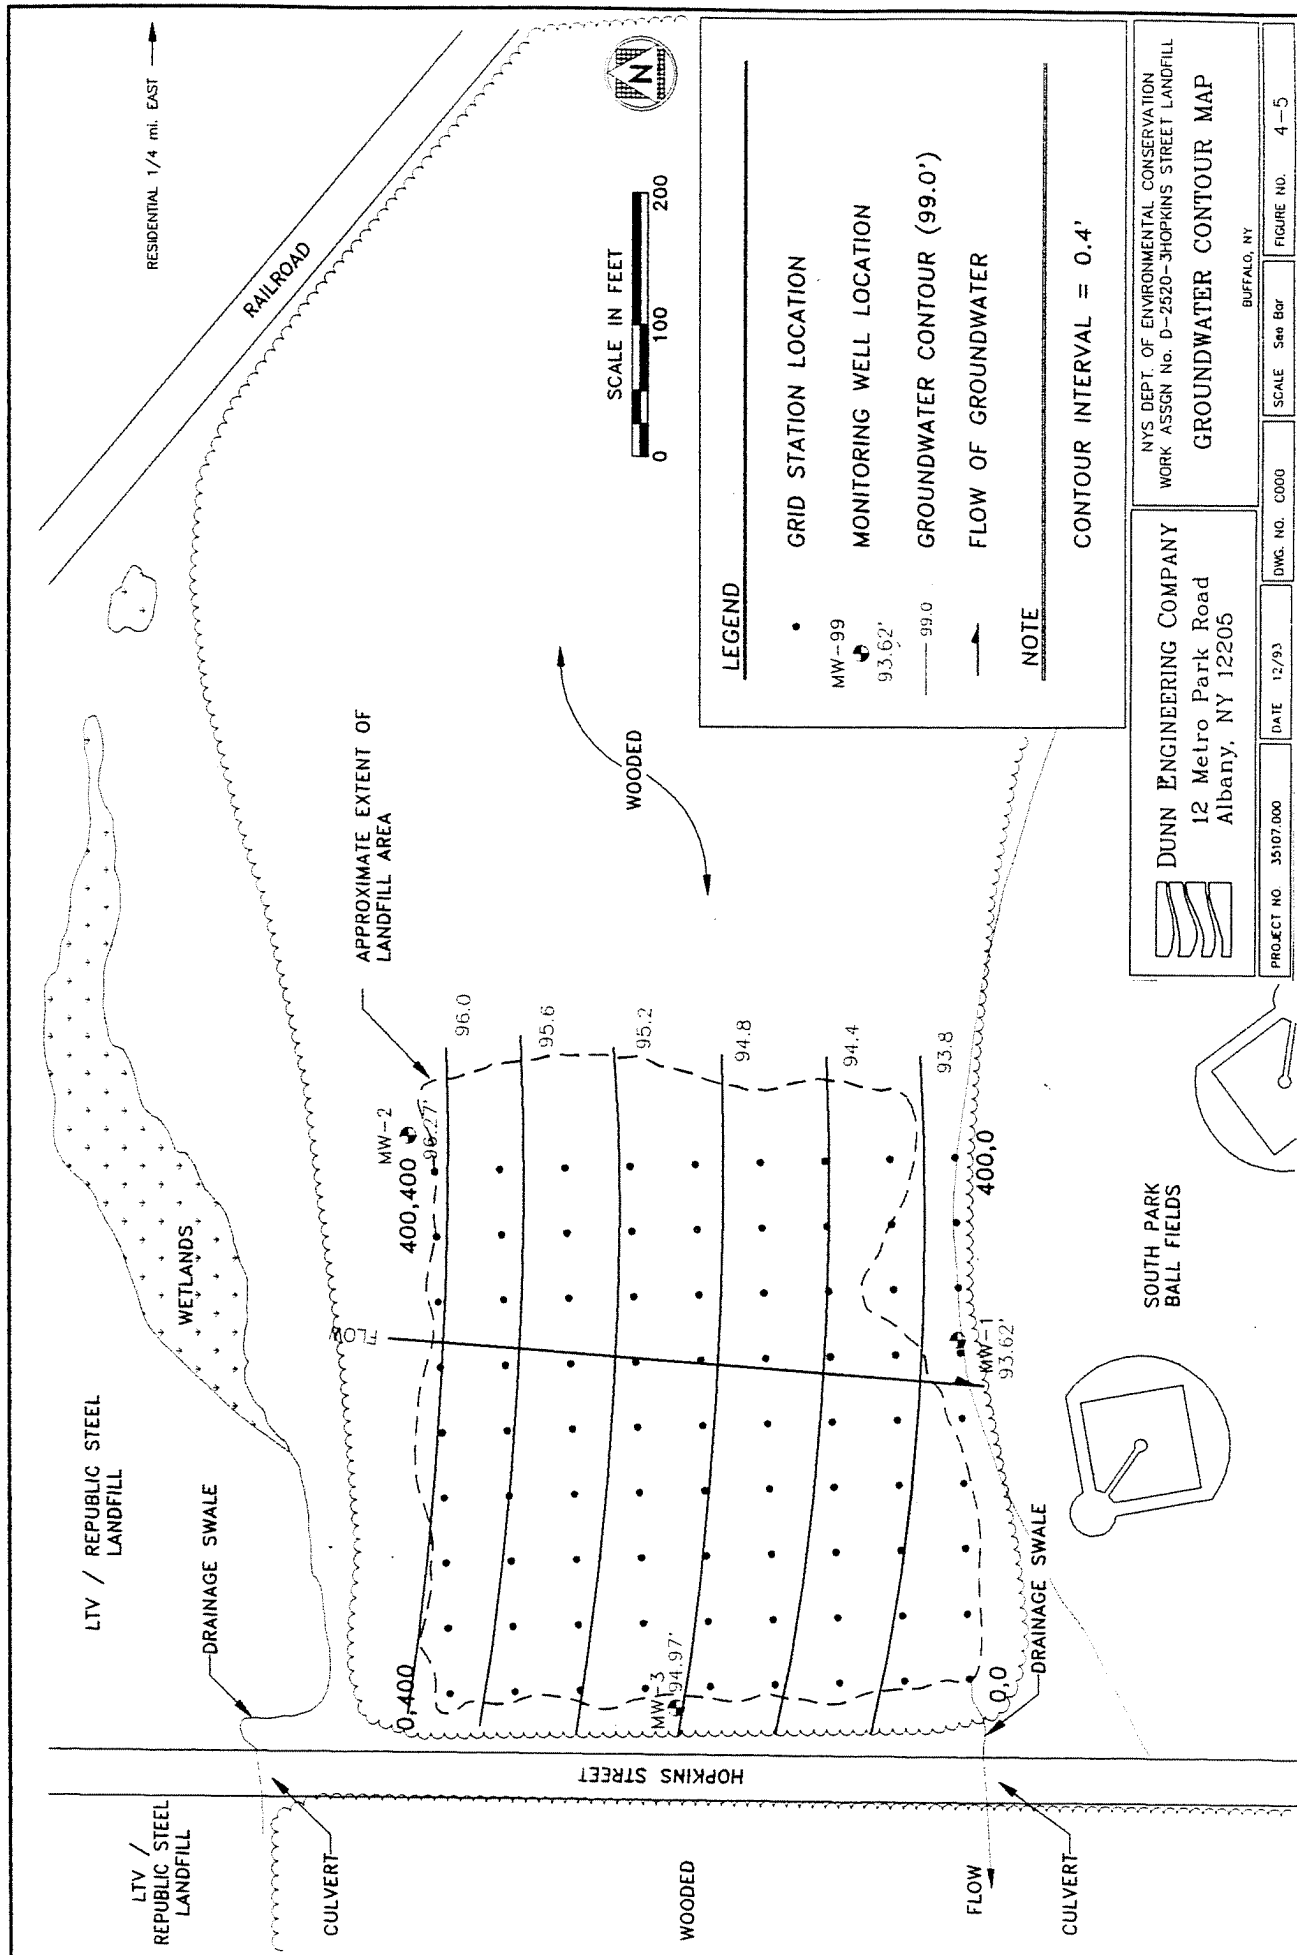 RESIDENTIAL 1/4 mi. EAST
RAILROAD
LTV / REPUBLIC STEEL
LANDFILL
WETLANDS
DRAINAGE SWALE
LTV /
REPUBLIC STEEL
LANDFILL
CULVERT
HOPKINS STREET
WOODED
FLOW
CULVERT
DRAINAGE SWALE
APPROXIMATE EXTENT OF
LANDFILL AREA
WOODED
0,400
400,400
MW-2
96.27'
FLOW
MW-3
94.97'
MW-1
93.62'
0,0
400,0
96.0
95.6
95.2
94.8
94.4
93.8
SOUTH PARK
BALL FIELDS
N
SCALE IN FEET
0 100 200
LEGEND
GRID STATION LOCATION
MW-99
93.62'
MONITORING WELL LOCATION
99.0
GROUNDWATER CONTOUR (99.0')
FLOW OF GROUNDWATER
NOTE
CONTOUR INTERVAL = 0.4'
DUNN ENGINEERING COMPANY
12 Metro Park Road
Albany, NY 12205
NYS DEPT. OF ENVIRONMENTAL CONSERVATION
WORK ASSGN No. D-2520-3HOPKINS STREET LANDFILL
GROUNDWATER CONTOUR MAP
BUFFALO, NY
PROJECT NO. 35107.000
DATE 12/93
DWG. NO. C000
SCALE See Bar
FIGURE NO. 4-5